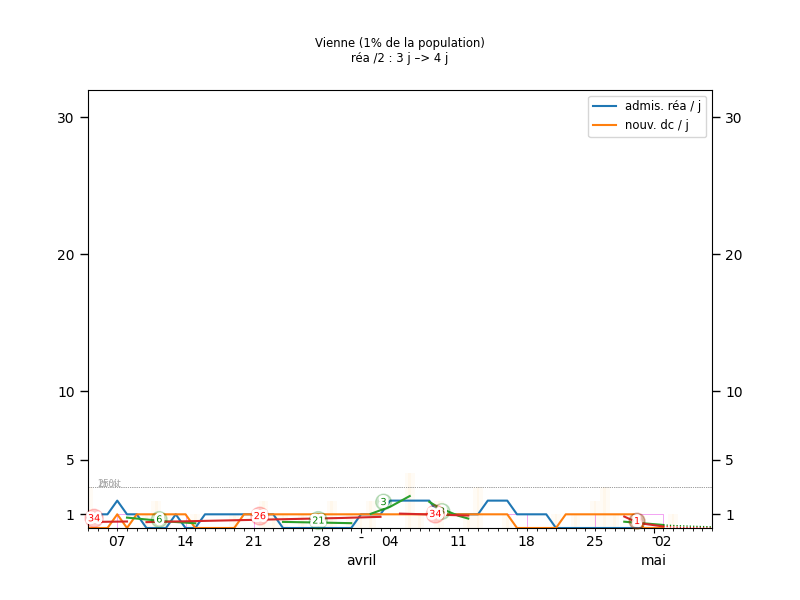 Vienne (1% de la population)
réa /2 : 3 j –> 4 j
admis. réa / j
nouv. dc / j
30 30
20 20
10 10
5 5
1 1
34 6 26 21 3 34 1
07 14 21 28 04 11 18 25 02
avril mai